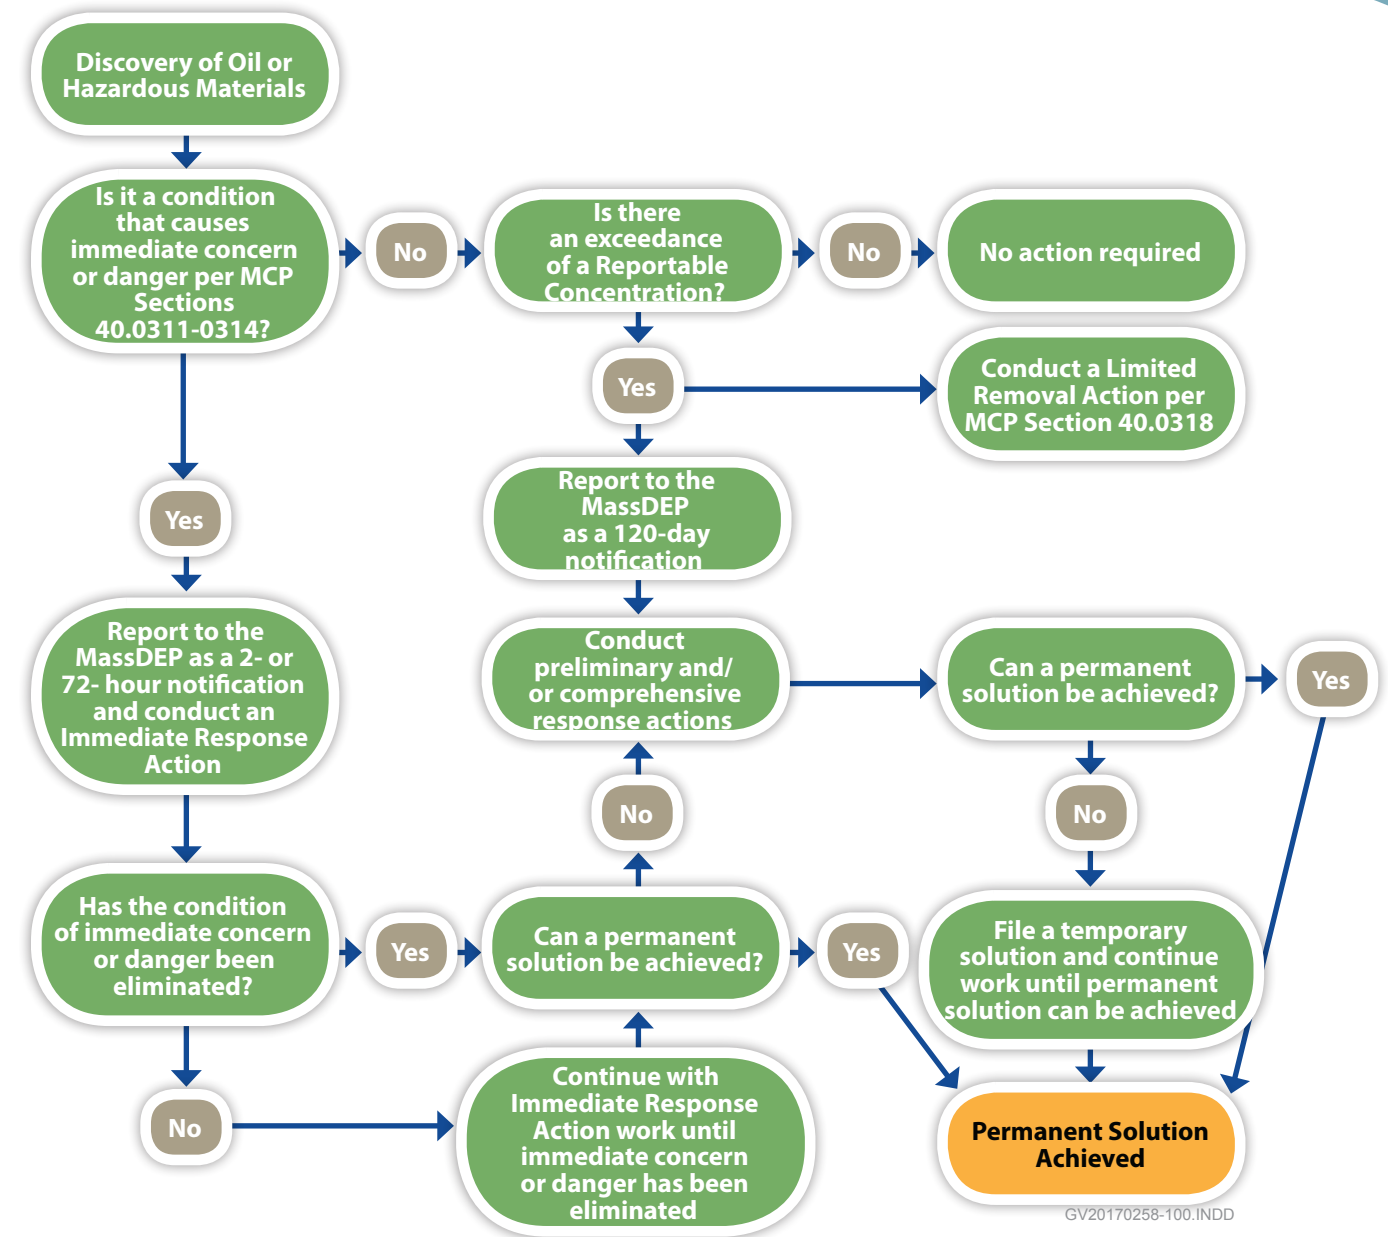 Discovery of Oil or
Hazardous Materials
Is it a condition
that causes
immediate concern
or danger per MCP
Sections
40.0311-0314?
No
Is there
an exceedance
of a Reportable
Concentration?
No
No action required
Yes
Conduct a Limited
Removal Action per
MCP Section 40.0318
Yes
Report to the
MassDEP
as a 120-day
notification
Report to the
MassDEP as a 2- or
72- hour notification
and conduct an
Immediate Response
Action
Conduct
preliminary and/
or comprehensive
response actions
Can a permanent
solution be achieved?
Yes
No
No
Has the condition
of immediate concern
or danger been
eliminated?
Yes
Can a permanent
solution be achieved?
Yes
File a temporary
solution and continue
work until permanent
solution can be achieved
No
Continue with
Immediate Response
Action work until
immediate concern
or danger has been
eliminated
Permanent Solution
Achieved
GV20170258-100.INDD